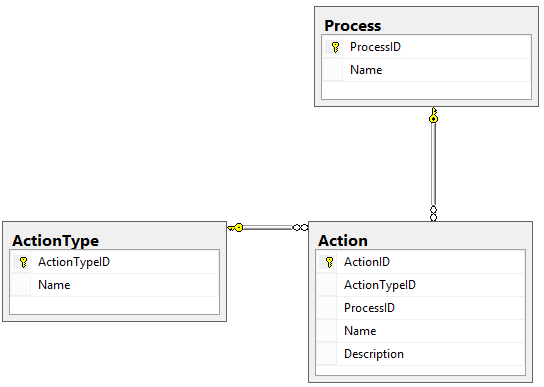 Process
ProcessID
Name
ActionType
ActionTypeID
Name
Action
ActionID
ActionTypeID
ProcessID
Name
Description